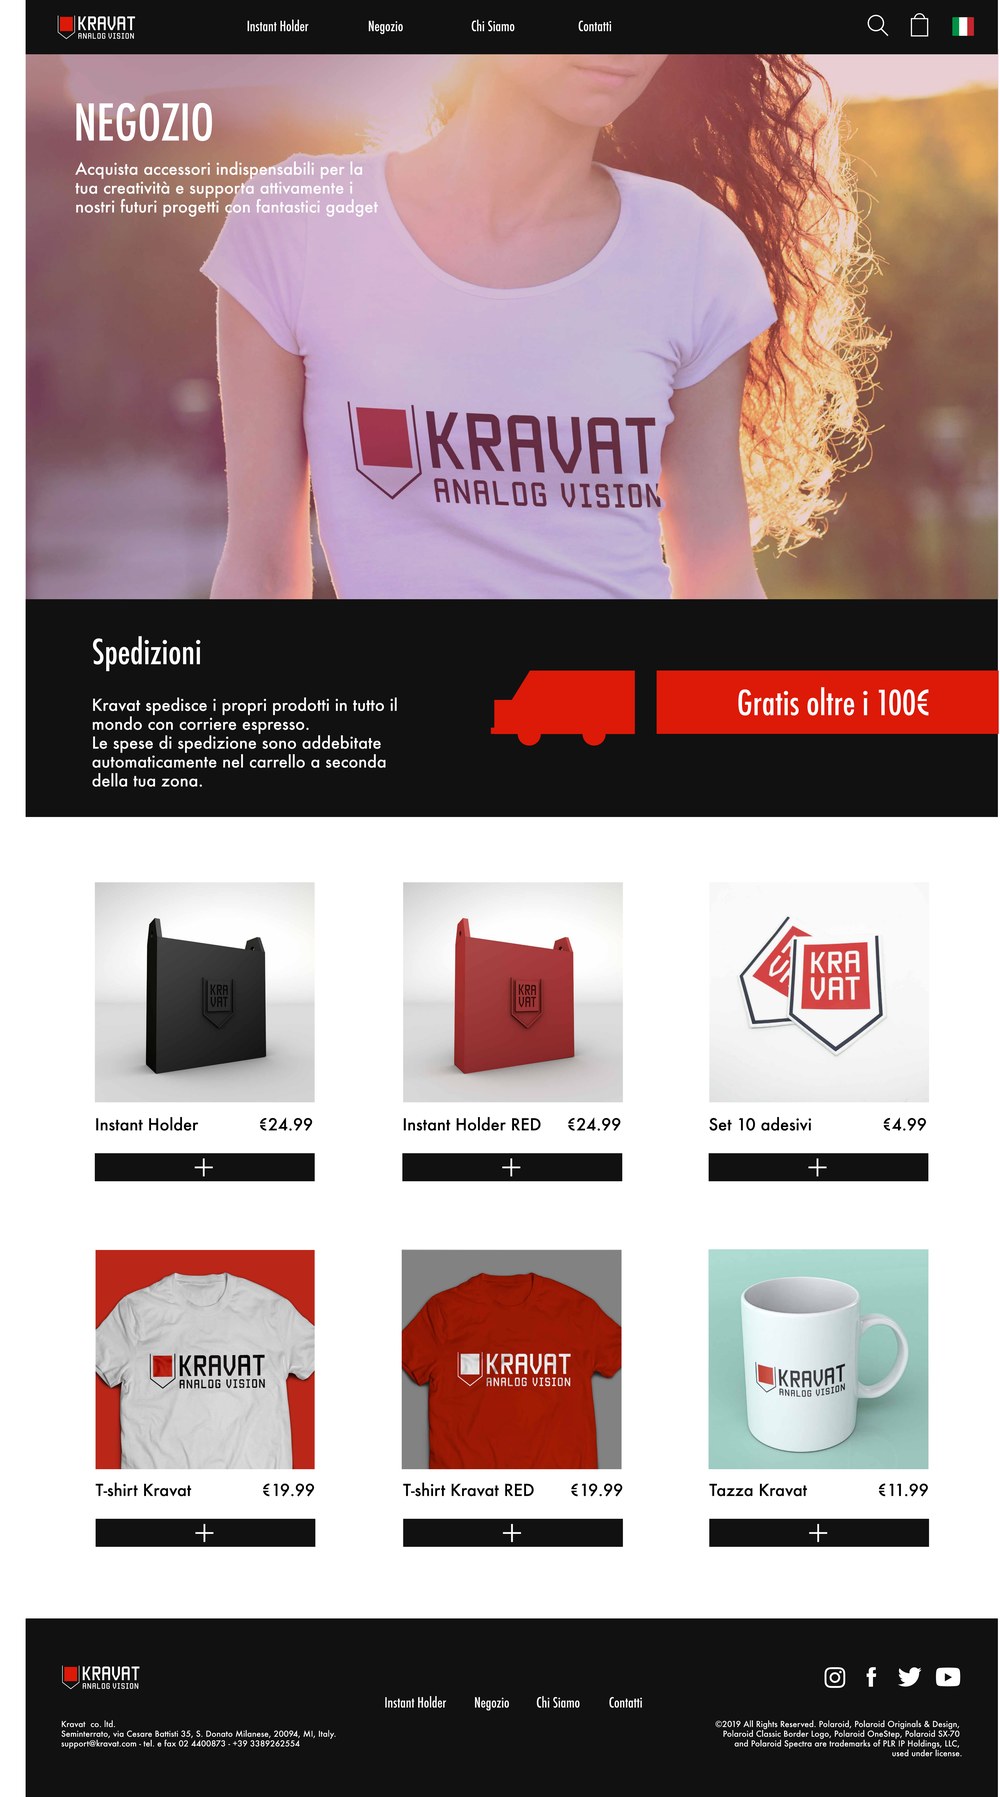 KRAVAT
ANALOG VISION
Instant Holder
Negozio
Chi Siamo
Contatti
NEGOZIO
Acquista accessori indispensabili per la
tua creatività e supporta attivamente i
nostri futuri progetti con fantastici gadget
KRAVAT
ANALOG VISION
Spedizioni
Kravat spedisce i propri prodotti in tutto il
mondo con corriere espresso.
Le spese di spedizione sono addebitate
automaticamente nel carrello a seconda
della tua zona.
Gratis oltre i 100€
KRA
VAT
KRA
VAT
KRA
VAT
Instant Holder €24.99
Instant Holder RED €24.99
Set 10 adesivi €4.99
KRAVAT
ANALOG VISION
KRAVAT
ANALOG VISION
KRAVAT
ANALOG VISION
T-shirt Kravat €19.99
T-shirt Kravat RED €19.99
Tazza Kravat €11.99
KRAVAT
ANALOG VISION
Instant Holder
Negozio
Chi Siamo
Contatti
Kravat co. ltd.
Seminterrato, via Cesare Battisti 35, S. Donato Milanese, 20094, MI, Italy.
support@kravat.com - tel. e fax 02 4400873 - +39 3389262554
©2019 All Rights Reserved. Polaroid, Polaroid Originals & Design,
Polaroid Classic Border Logo, Polaroid OneStep, Polaroid SX-70
and Polaroid Spectra are trademarks of PLR IP Holdings, LLC,
used under license.